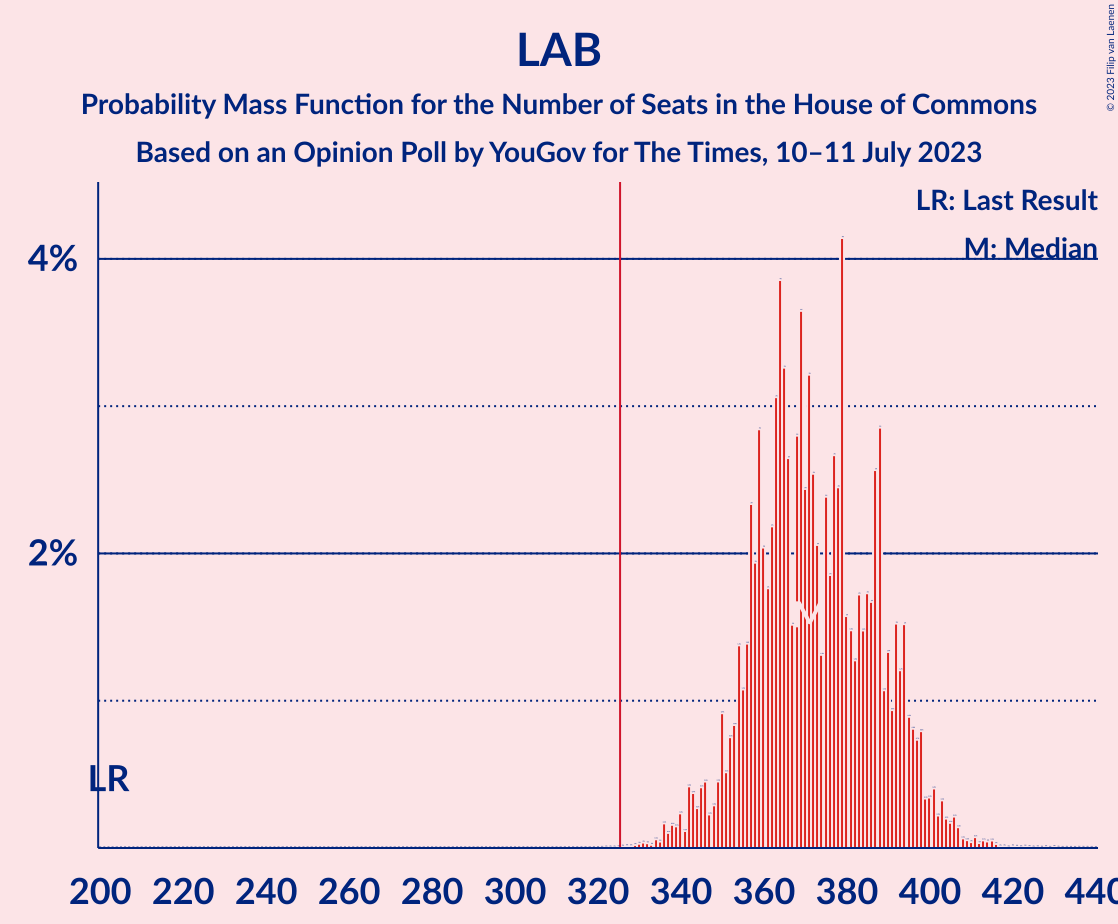 LAB
Probability Mass Function for the Number of Seats in the House of Commons
Based on an Opinion Poll by YouGov for The Times, 10–11 July 2023
© 2023 Filip van Laenen
LR: Last Result
M: Median
4%
2%
M
LR
200 220 240 260 280 300 320 340 360 380 400 420 440